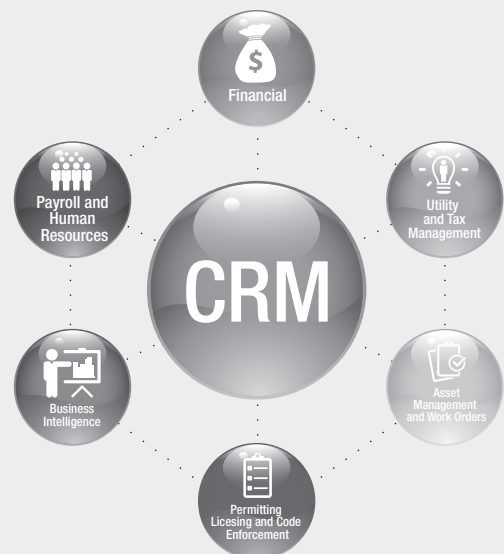 $
Financial
Payroll and
Human
Resources
Utility
and Tax
Management
CRM
Business
Intelligence
Asset
Management
and Work Orders
Permitting
Licesing and Code
Enforcement